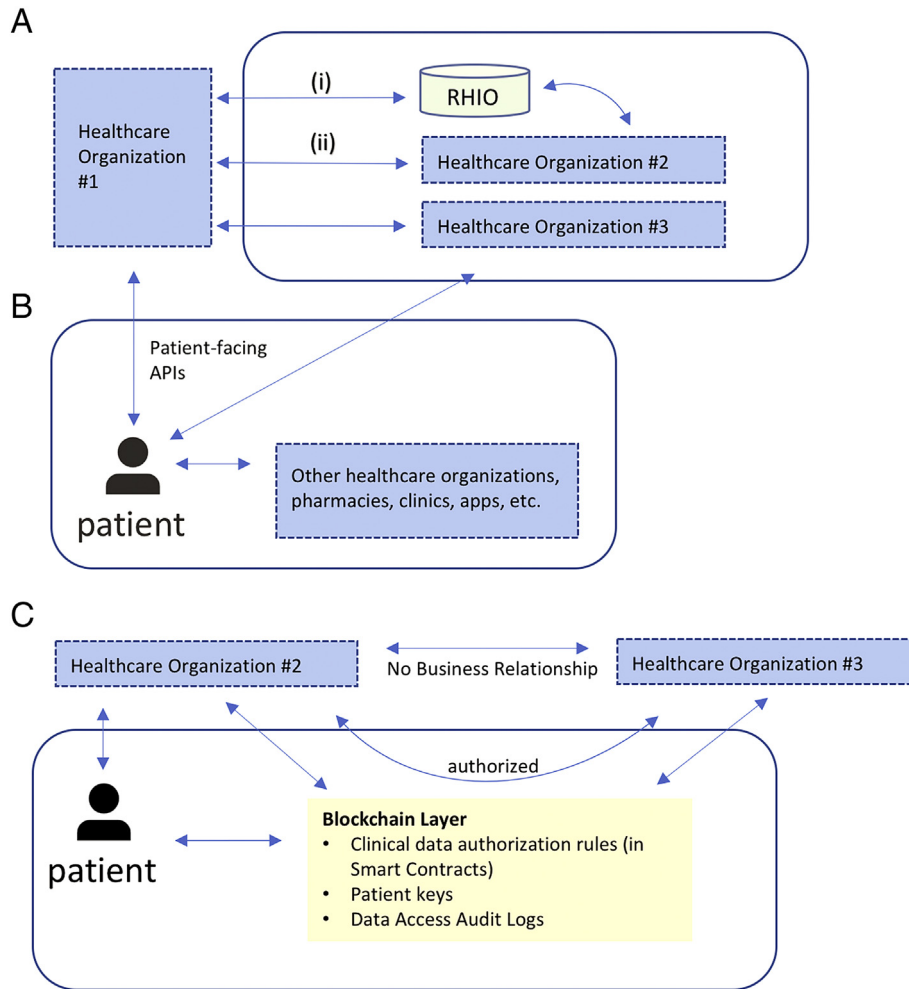 A
Healthcare
Organization
#1
(i)
RHIO
(ii)
Healthcare Organization #2
Healthcare Organization #3
B
Patient-facing
APIs
patient
Other healthcare organizations,
pharmacies, clinics, apps, etc.
C
Healthcare Organization #2
No Business Relationship
Healthcare Organization #3
authorized
patient
Blockchain Layer
• Clinical data authorization rules (in
Smart Contracts)
• Patient keys
• Data Access Audit Logs